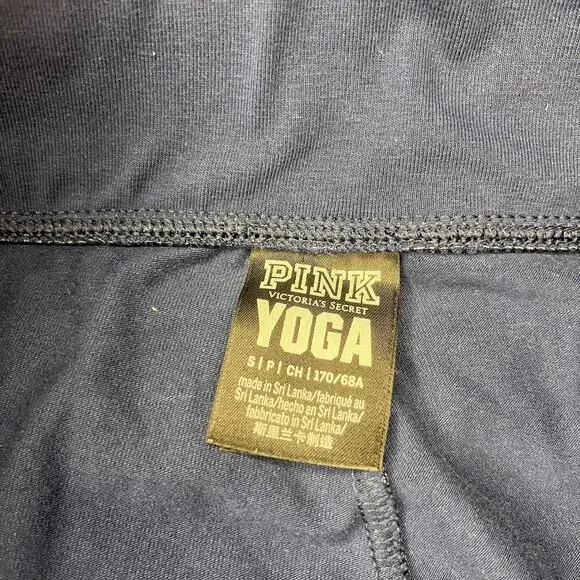 PINK
VICTORIA'S SECRET
YOGA
S | P | CH | 170/68A
made in Sri Lanka/fabriqué au
Sri Lanka/hecho en Sri Lanka/
fabbricato in Sri Lanka/
斯里兰卡制造